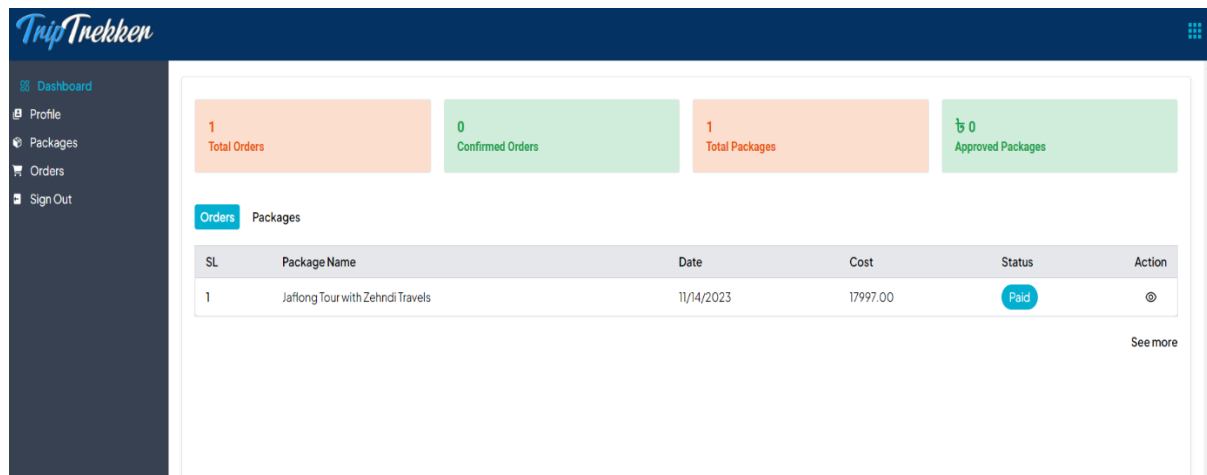 TripTrekker
Dashboard
Profile
Packages
Orders
Sign Out
1
Total Orders
0
Confirmed Orders
1
Total Packages
৳ 0
Approved Packages
Orders Packages
SL Package Name Date Cost Status Action
1 Jaflong Tour with Zehndi Travels 11/14/2023 17997.00 Paid
See more